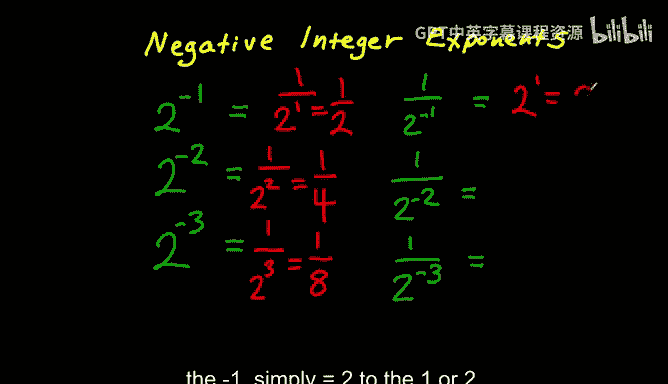 GPT中英字幕课程资源 bilibili
Negative Integer Exponents
2^-1 = 1/2^1 = 1/2    1/2^-1 = 2^1 =
2^-2 = 1/2^2 = 1/4    1/2^-2 =
2^-3 = 1/2^3 = 1/8    1/2^-3 =
the -1, simply = 2 to the 1 or 2